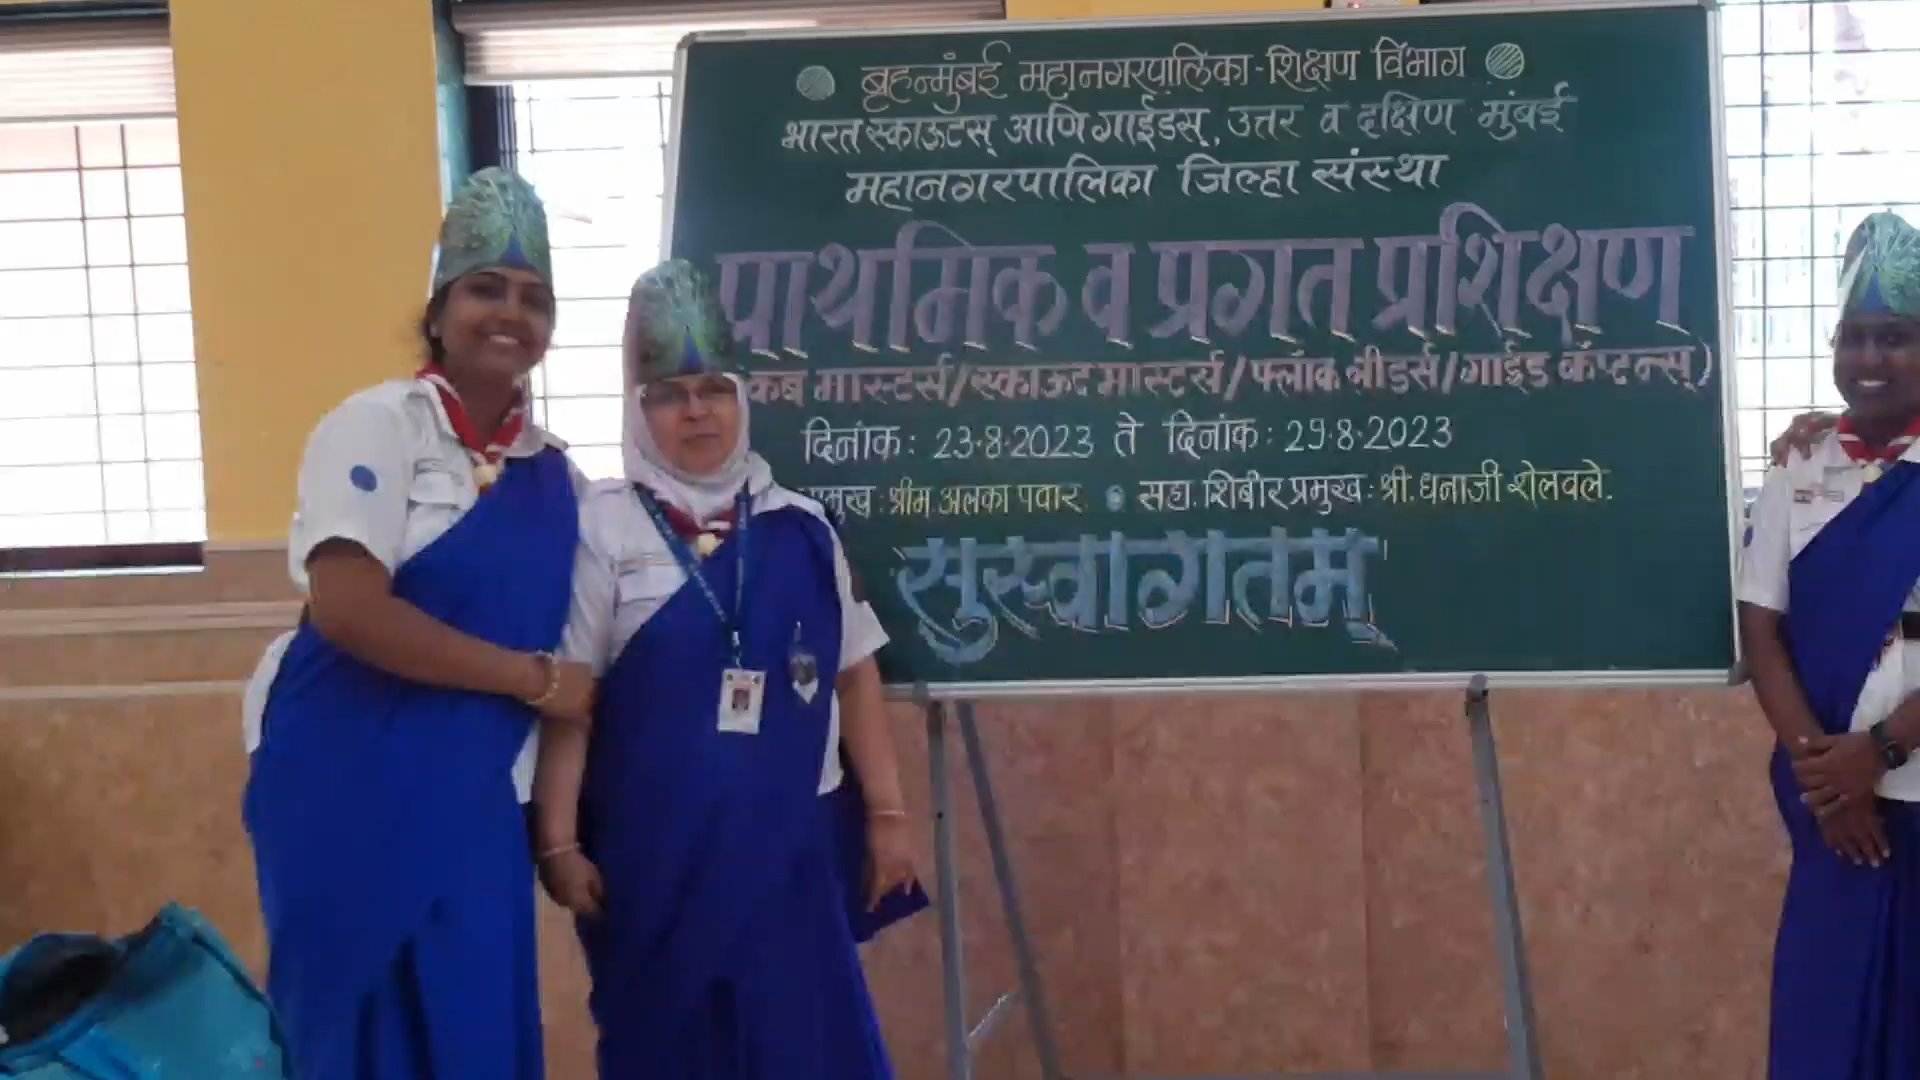 बृहन्मुंबई महानगरपालिका-शिक्षण विभाग
भारत स्काऊटस् आणि गाईडस्, उत्तर व दक्षिण मुंबई
महानगरपालिका जिल्हा संस्था
प्राथमिक व प्रगत प्रशिक्षण
कब मास्टर्स/स्काऊट मास्टर्स/फ्लॉक लीडर्स/गाईड कॅप्टन्स)
दिनांक: 23.8.2023 ते दिनांक: 29.8.2023
प्रमुख : श्रीम. अलका पवार सहा. शिबीर प्रमुख : श्री. धनाजी शेलवले.
सुस्वागतम्